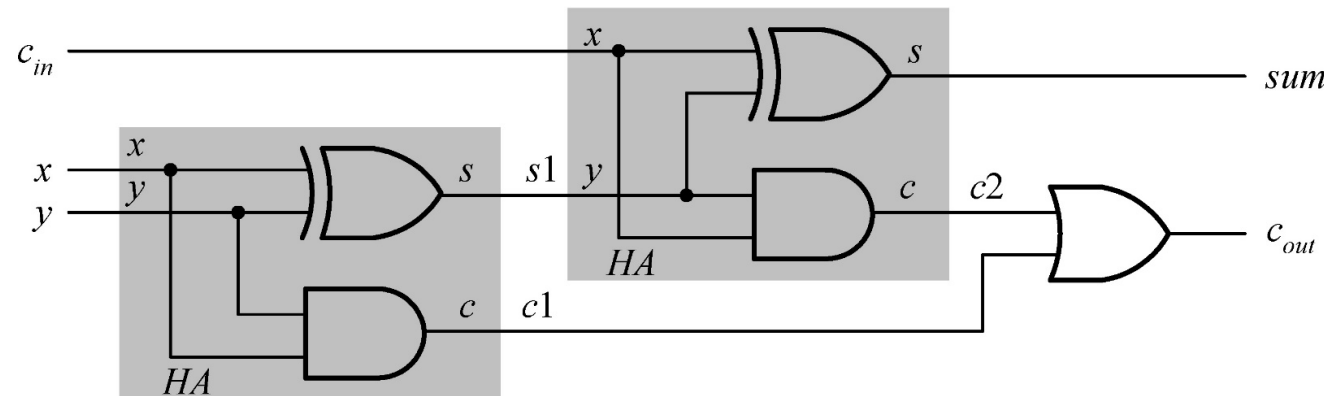 c_in x s sum
x x s s1 y c c2
y y
HA c_out
c c1
HA